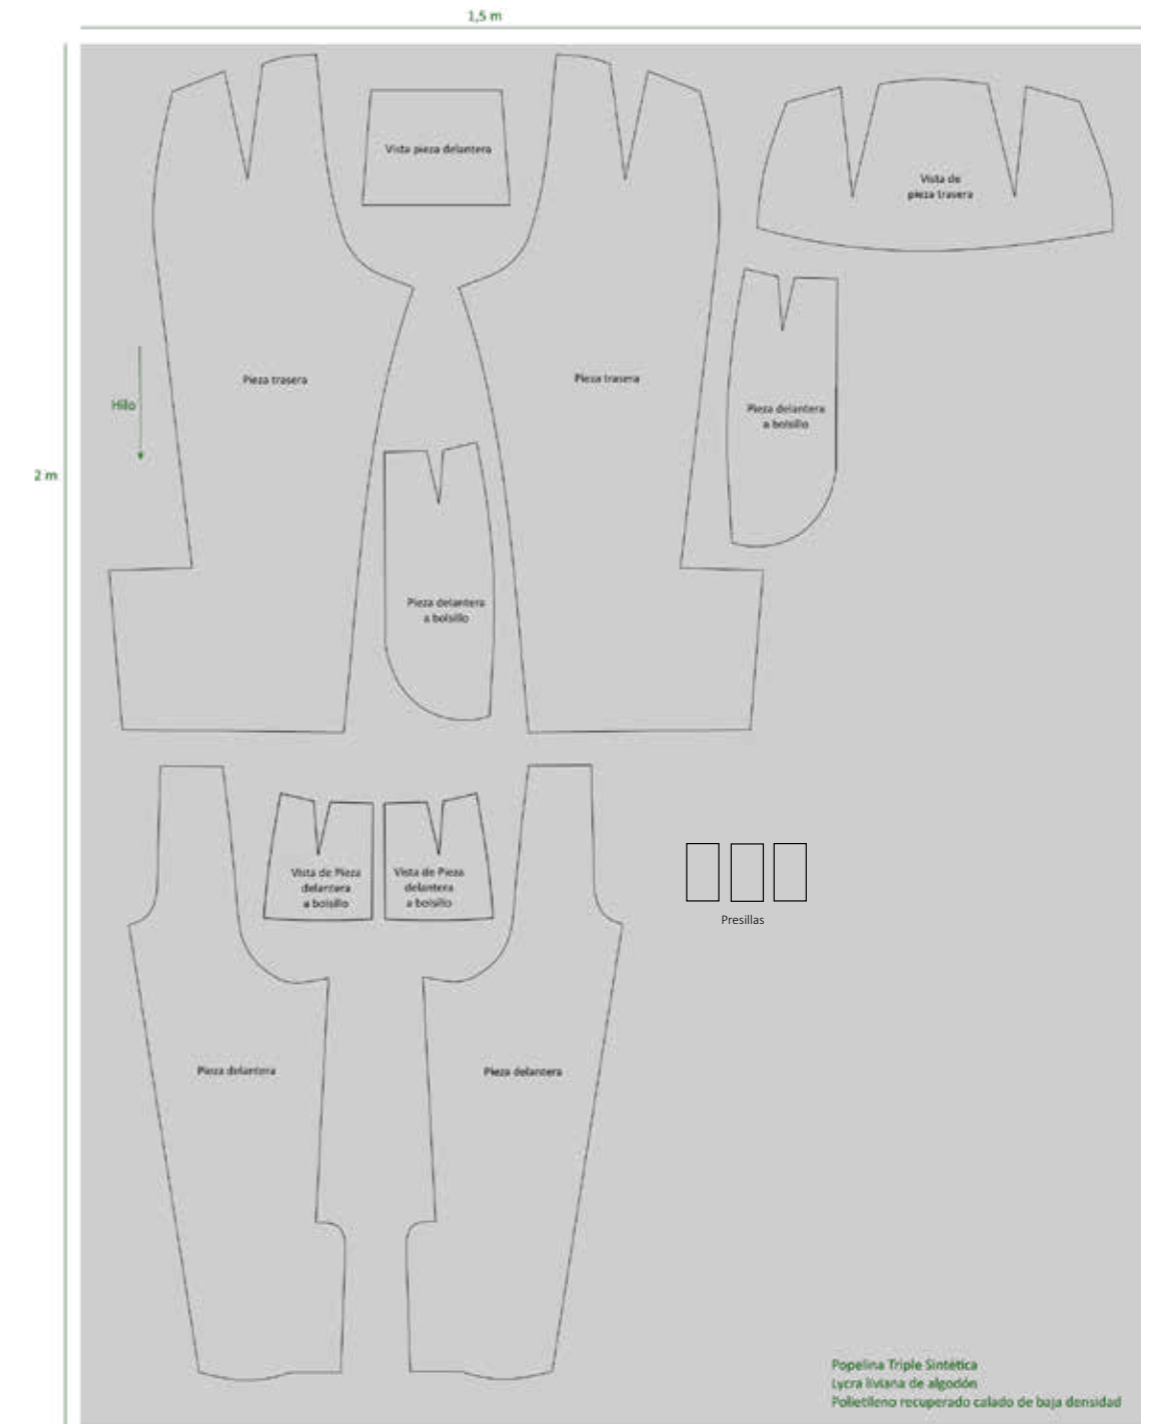 1,5 m
Vista pieza delantera
Vista de
pieza trasera
Pieza trasera
Pieza trasera
Hilo
Pieza delantera
a bolsillo
2 m
Pieza delantera
a bolsillo
Vista de Pieza
delantera
a bolsillo
Vista de Pieza
delantera
a bolsillo
Presillas
Pieza delantera
Pieza delantera
Popelina Triple Sintética
Lycra liviana de algodón
Polietileno recuperado calado de baja densidad